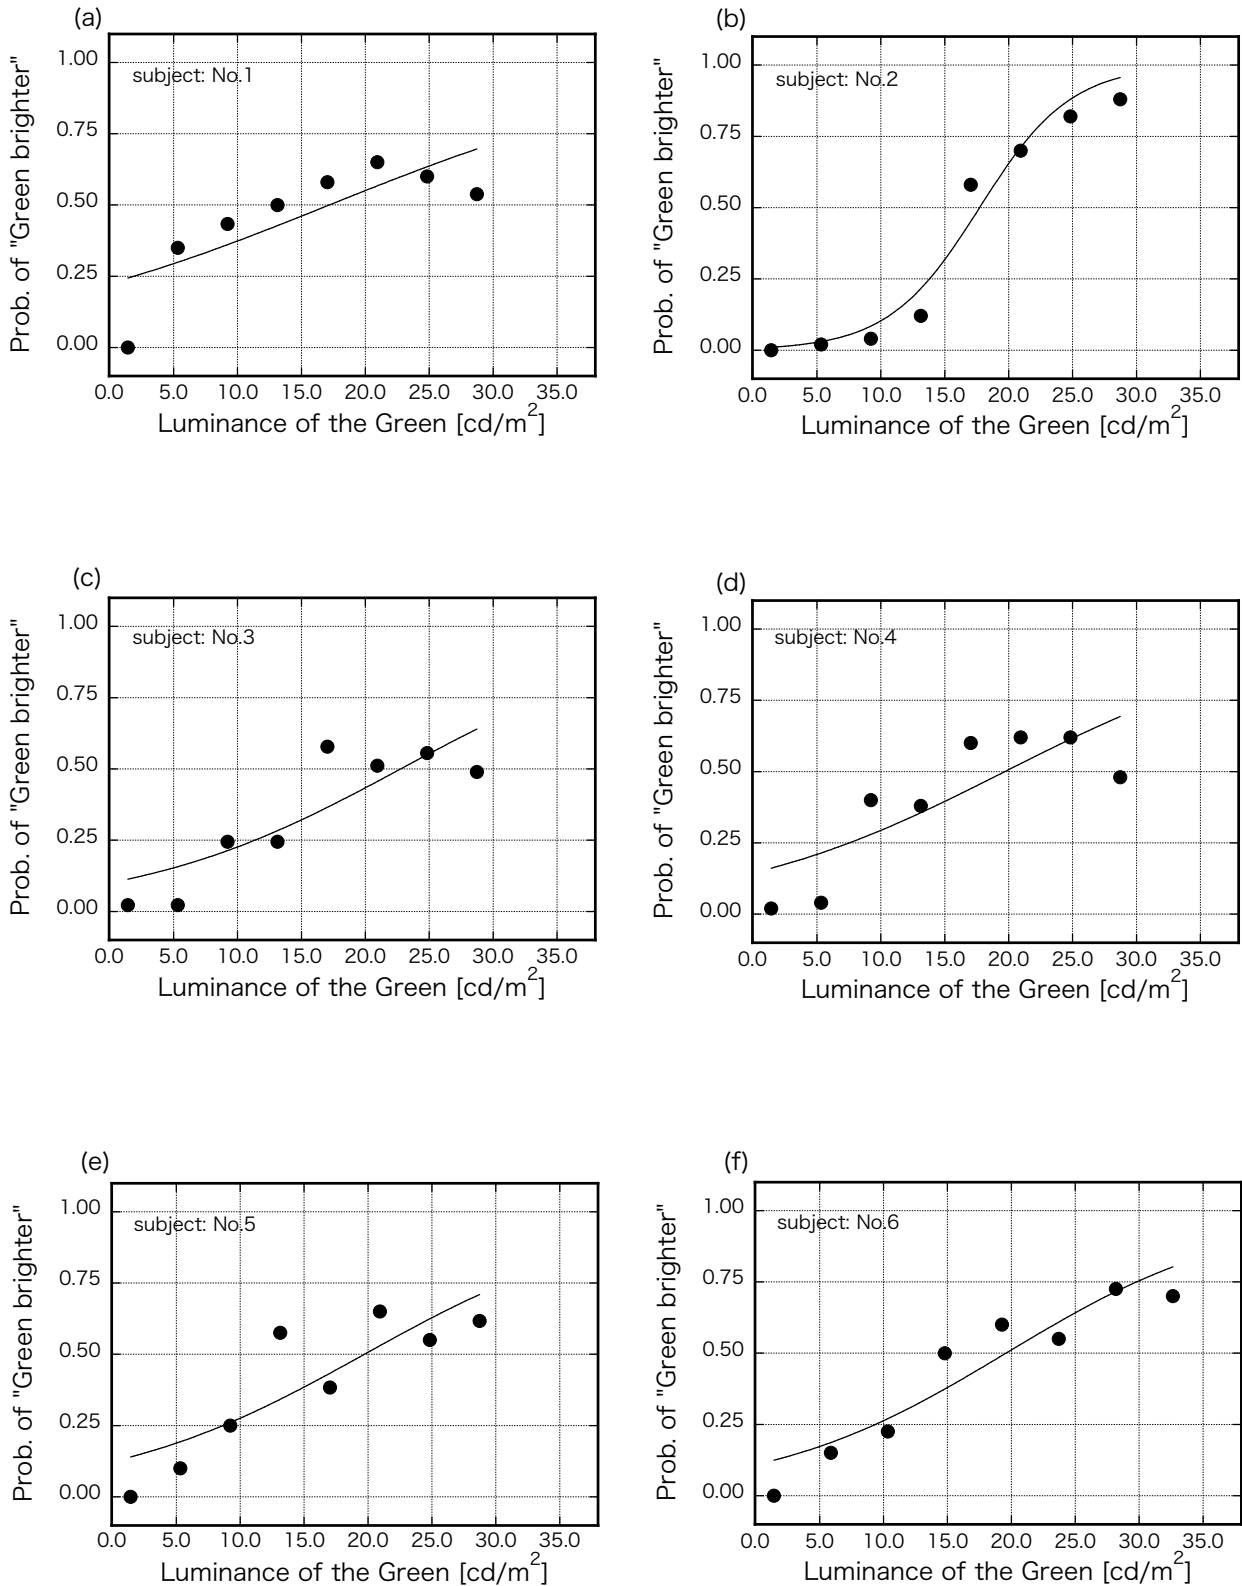 (a)
Prob. of "Green brighter"
1.00
subject: No.1
0.75
0.50
0.25
0.00
0.0 5.0 10.0 15.0 20.0 25.0 30.0 35.0
Luminance of the Green [cd/m²]
(b)
Prob. of "Green brighter"
1.00
subject: No.2
0.75
0.50
0.25
0.00
0.0 5.0 10.0 15.0 20.0 25.0 30.0 35.0
Luminance of the Green [cd/m²]
(c)
Prob. of "Green brighter"
1.00
subject: No.3
0.75
0.50
0.25
0.00
0.0 5.0 10.0 15.0 20.0 25.0 30.0 35.0
Luminance of the Green [cd/m²]
(d)
Prob. of "Green brighter"
1.00
subject: No.4
0.75
0.50
0.25
0.00
0.0 5.0 10.0 15.0 20.0 25.0 30.0 35.0
Luminance of the Green [cd/m²]
(e)
Prob. of "Green brighter"
1.00
subject: No.5
0.75
0.50
0.25
0.00
0.0 5.0 10.0 15.0 20.0 25.0 30.0 35.0
Luminance of the Green [cd/m²]
(f)
Prob. of "Green brighter"
1.00
subject: No.6
0.75
0.50
0.25
0.00
0.0 5.0 10.0 15.0 20.0 25.0 30.0 35.0
Luminance of the Green [cd/m²]